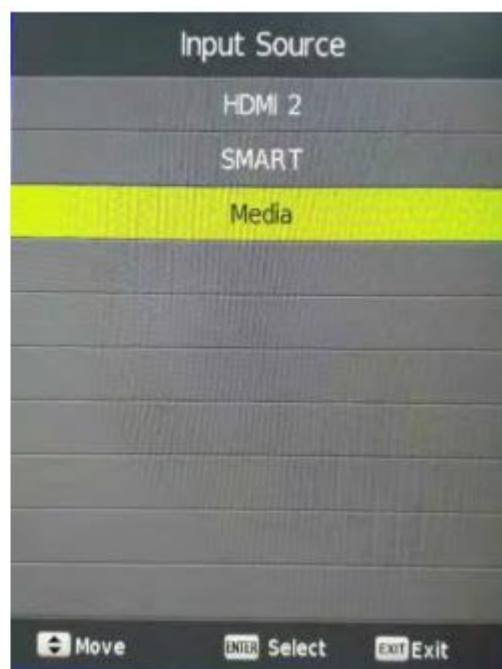 Input Source
HDMI 2
SMART
Media
Move ENTER Select EXIT Exit